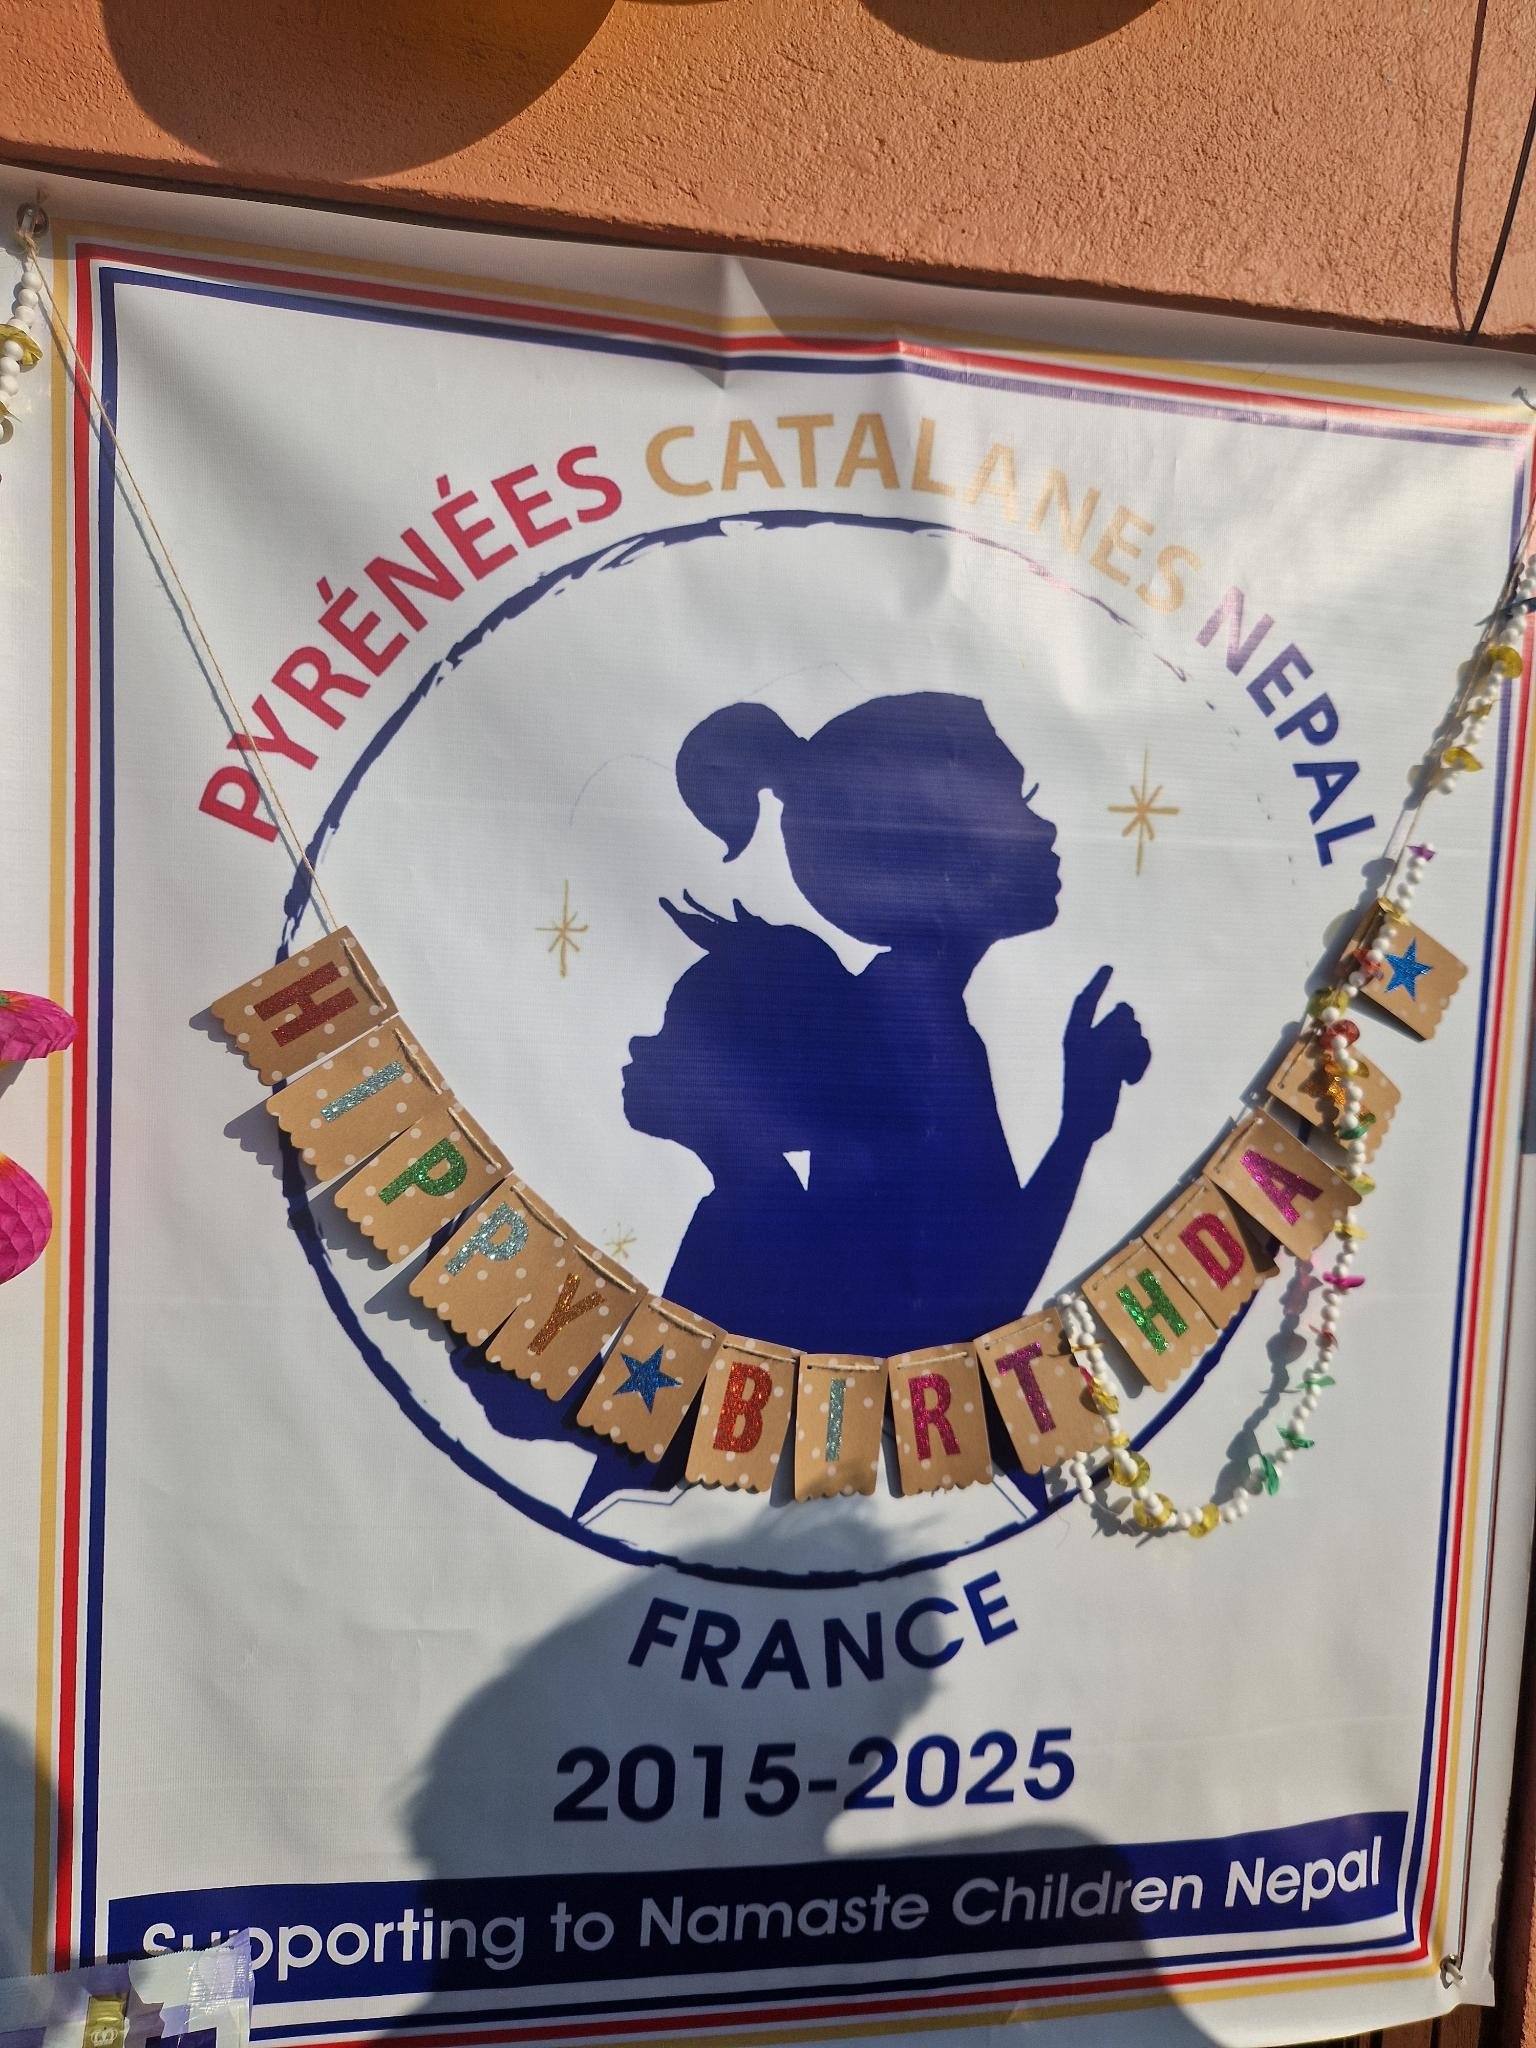 PYRÉNÉES CATALANES NEPAL
HIPPY ★ BIRTHDA ★
FRANCE
2015-2025
Supporting to Namaste Children Nepal